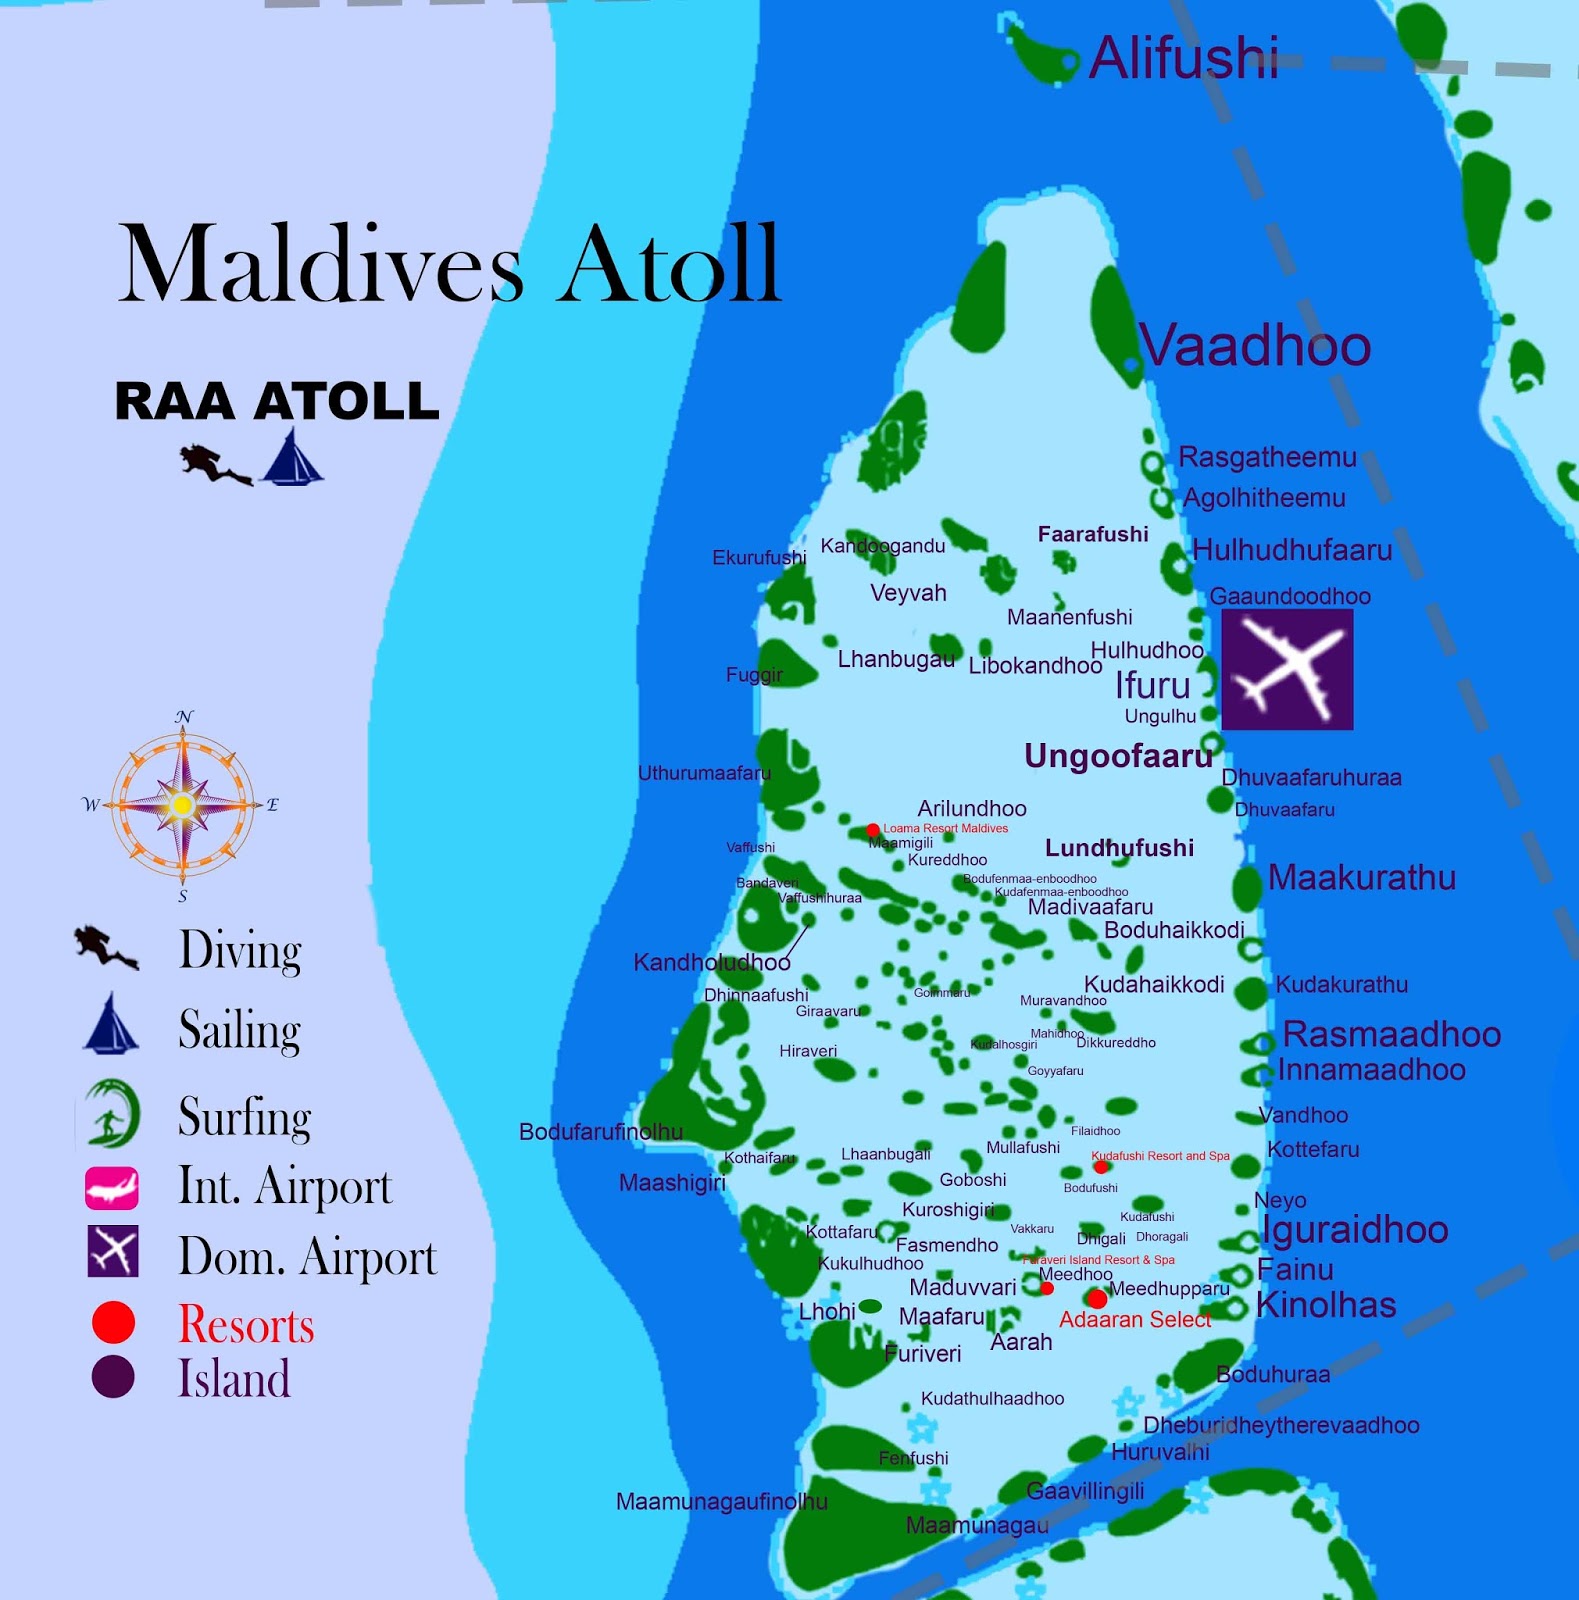 Alifushi
Maldives Atoll
RAA ATOLL
Vaadhoo
Rasgatheemu
Agolhitheemu
Faarafushi
Kandoogandu
Hulhudhufaaru
Ekurufushi
Veyvah
Gaaundoodhoo
Maanenfushi
Hulhudhoo
Lhanbugau
Libokandhoo
Fuggir
Ifuru
Ungulhu
N
W
E
S
Ungoofaaru
Uthurumaafaru
Dhuvaafaruhuraa
Arilundhoo
Dhuvaafaru
Loama Resort Maldives
Maamigili
Vaffushi
Lundhufushi
Kureddhoo
Bandaveri
Bodufenmaa-enboodhoo
Maakurathu
Kudafenmaa-enboodhoo
Vaffushihuraa
Madivaafaru
Boduhaikkodi
Kandholudhoo
Kudahaikkodi
Kudakurathu
Dhinnaafushi
Goimmaru
Muravandhoo
Giraavaru
Mahidhoo
Rasmaadhoo
Kudalhosgiri
Dikkureddho
Hiraveri
Goyyafaru
Innamaadhoo
Vandhoo
Bodufarufinolhu
Filaidhoo
Mullafushi
Kottefaru
Kothaifaru
Lhaanbugali
Kudafushi Resort and Spa
Maashigiri
Goboshi
Bodufushi
Neyo
Kuroshigiri
Kudafushi
Kottafaru
Vakkaru
Iguraidhoo
Fasmendho
Dhigali
Dhoragali
Kukulhudhoo
Furaveri Island Resort & Spa
Meedhoo
Fainu
Maduvvari
Meedhupparu
Lhohi
Maafaru
Adaaran Select
Kinolhas
Aarah
Furiveri
Boduhuraa
Kudathulhaadhoo
Dheburidheytherevaadhoo
Fenfushi
Huruvalhi
Maamunagaufinolhu
Gaavillingili
Maamunagau
Diving
Sailing
Surfing
Int. Airport
Dom. Airport
Resorts
Island